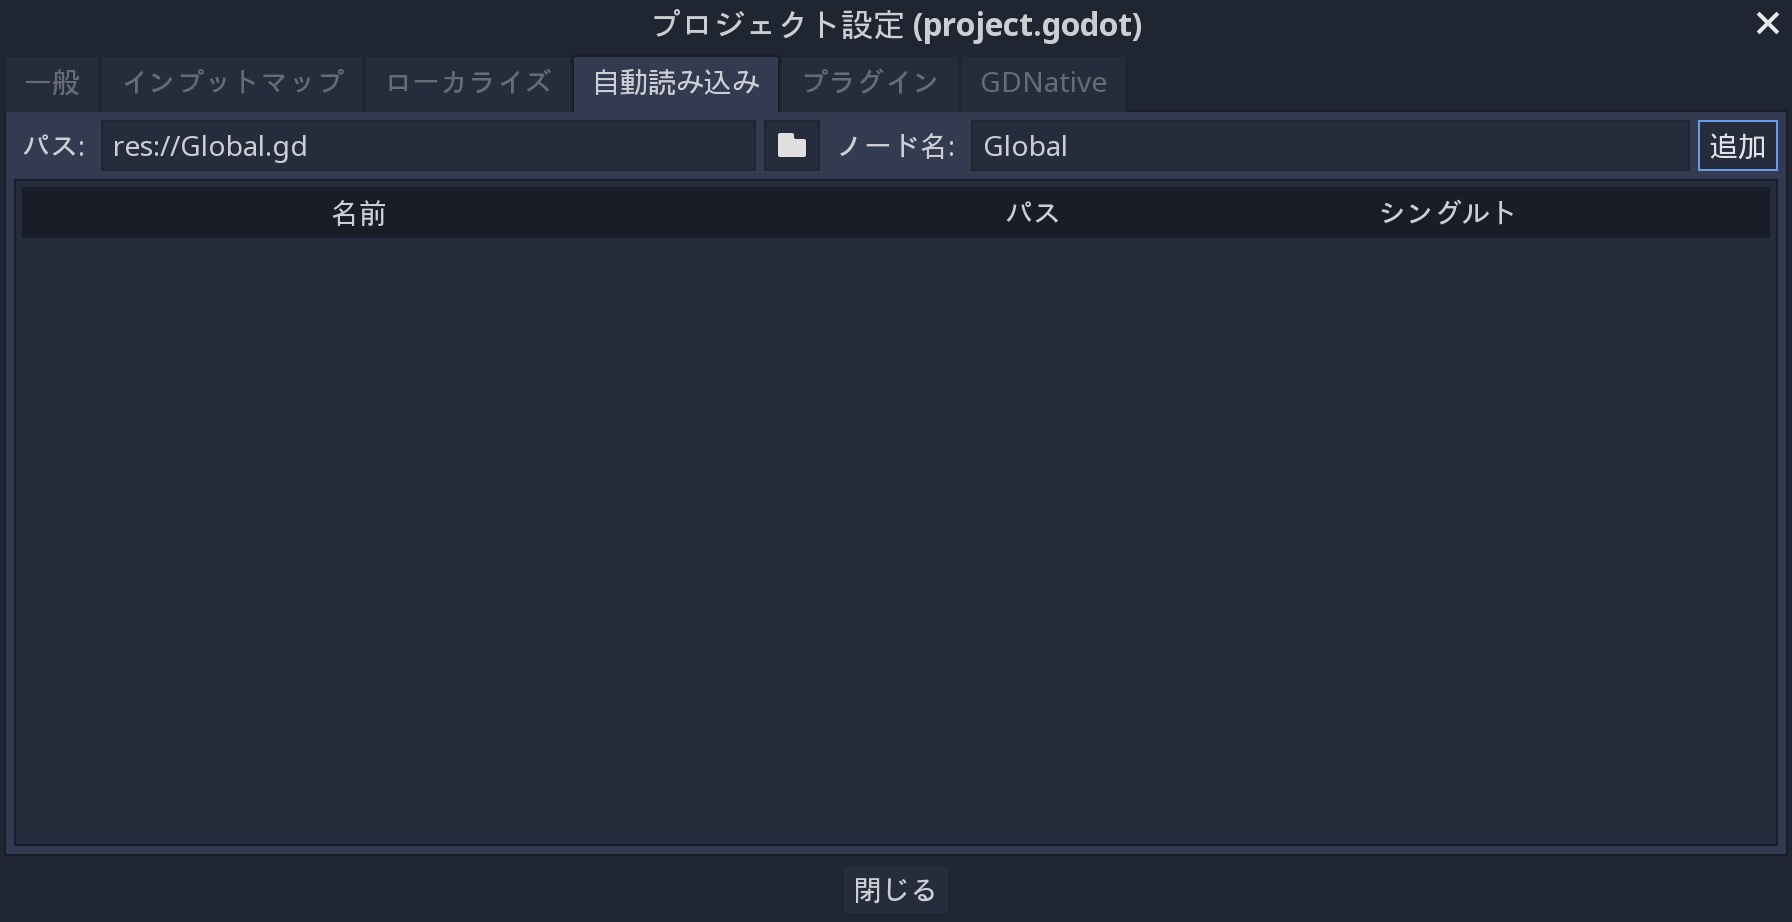 プロジェクト設定 (project.godot)
一般 インプットマップ ローカライズ 自動読み込み プラグイン GDNative
パス: res://Global.gd ノード名: Global 追加
名前 パス シングルト
閉じる